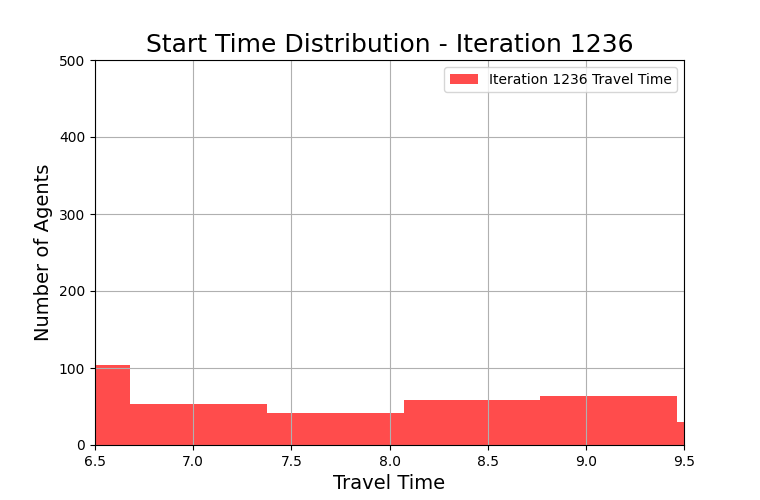 Start Time Distribution - Iteration 1236
Iteration 1236 Travel Time
Number of Agents
500
400
300
200
100
0
6.5 7.0 7.5 8.0 8.5 9.0 9.5
Travel Time